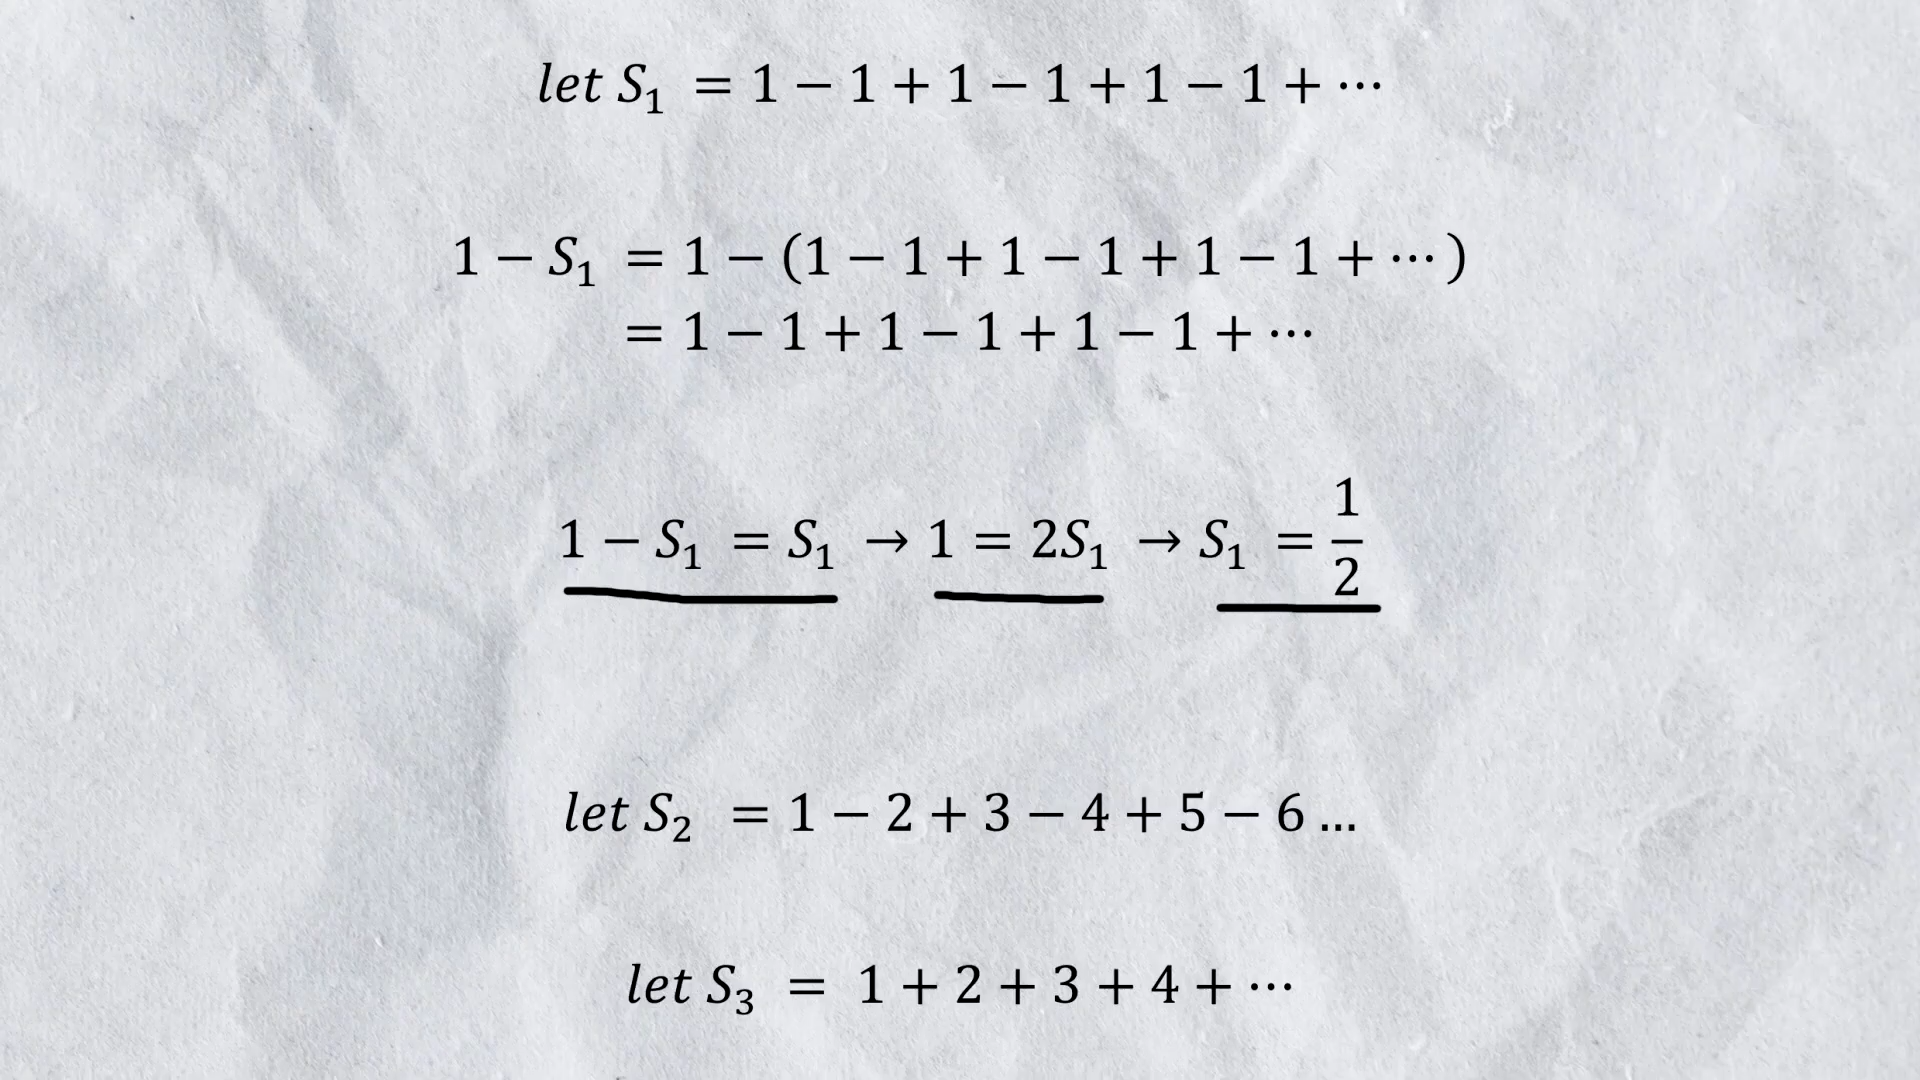 let S₁ = 1 − 1 + 1 − 1 + 1 − 1 + ⋯
1 − S₁ = 1 − (1 − 1 + 1 − 1 + 1 − 1 + ⋯ )
= 1 − 1 + 1 − 1 + 1 − 1 + ⋯
1 − S₁ = S₁ → 1 = 2S₁ → S₁ = 1/2
let S₂ = 1 − 2 + 3 − 4 + 5 − 6 ...
let S₃ = 1 + 2 + 3 + 4 + ⋯